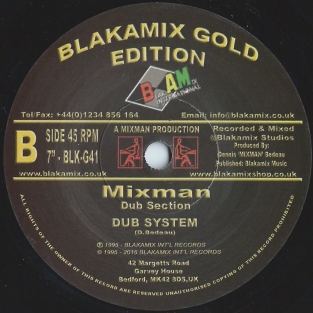 BLAKAMIX GOLD
EDITION
BAM
INTERNATIONAL
Tel/Fax: +44(0)1234 856 164
Email: info@blakamix.co.uk
B
SIDE 45 RPM
7" - BLK-G41
A MIXMAN PRODUCTION
Recorded & Mixed
@Blakamix Studios
Produced By:
Dennis 'MIXMAN' Bedeau
Published: Blakamix Music
www.blakamix.co.uk
www.blakamixshop.co.uk
Mixman
Dub Section
DUB SYSTEM
(D.Bedeau)
℗ 1996 - BLAKAMIX INT'L RECORDS
© 1996 - 2016 BLAKAMIX INT'L RECORDS
42 Margetts Road
Garvey House
Bedford, MK42 8DS,UK
ALL RIGHTS OF THE OWNER OF THIS RECORD ARE RESERVED UNAUTHORISED COPYING OF THIS RECORD PROHIBITED